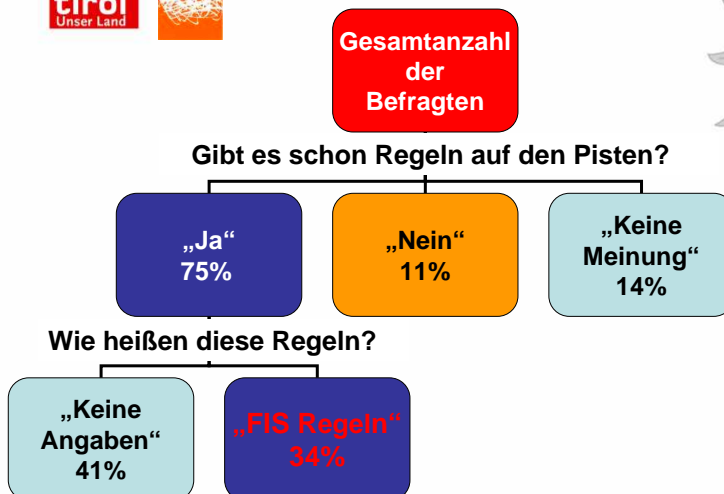 tirol
Unser Land
Gesamtanzahl
der
Befragten
Gibt es schon Regeln auf den Pisten?
„Ja“
75%
„Nein“
11%
„Keine
Meinung“
14%
Wie heißen diese Regeln?
„Keine
Angaben“
41%
„FIS Regeln“
34%